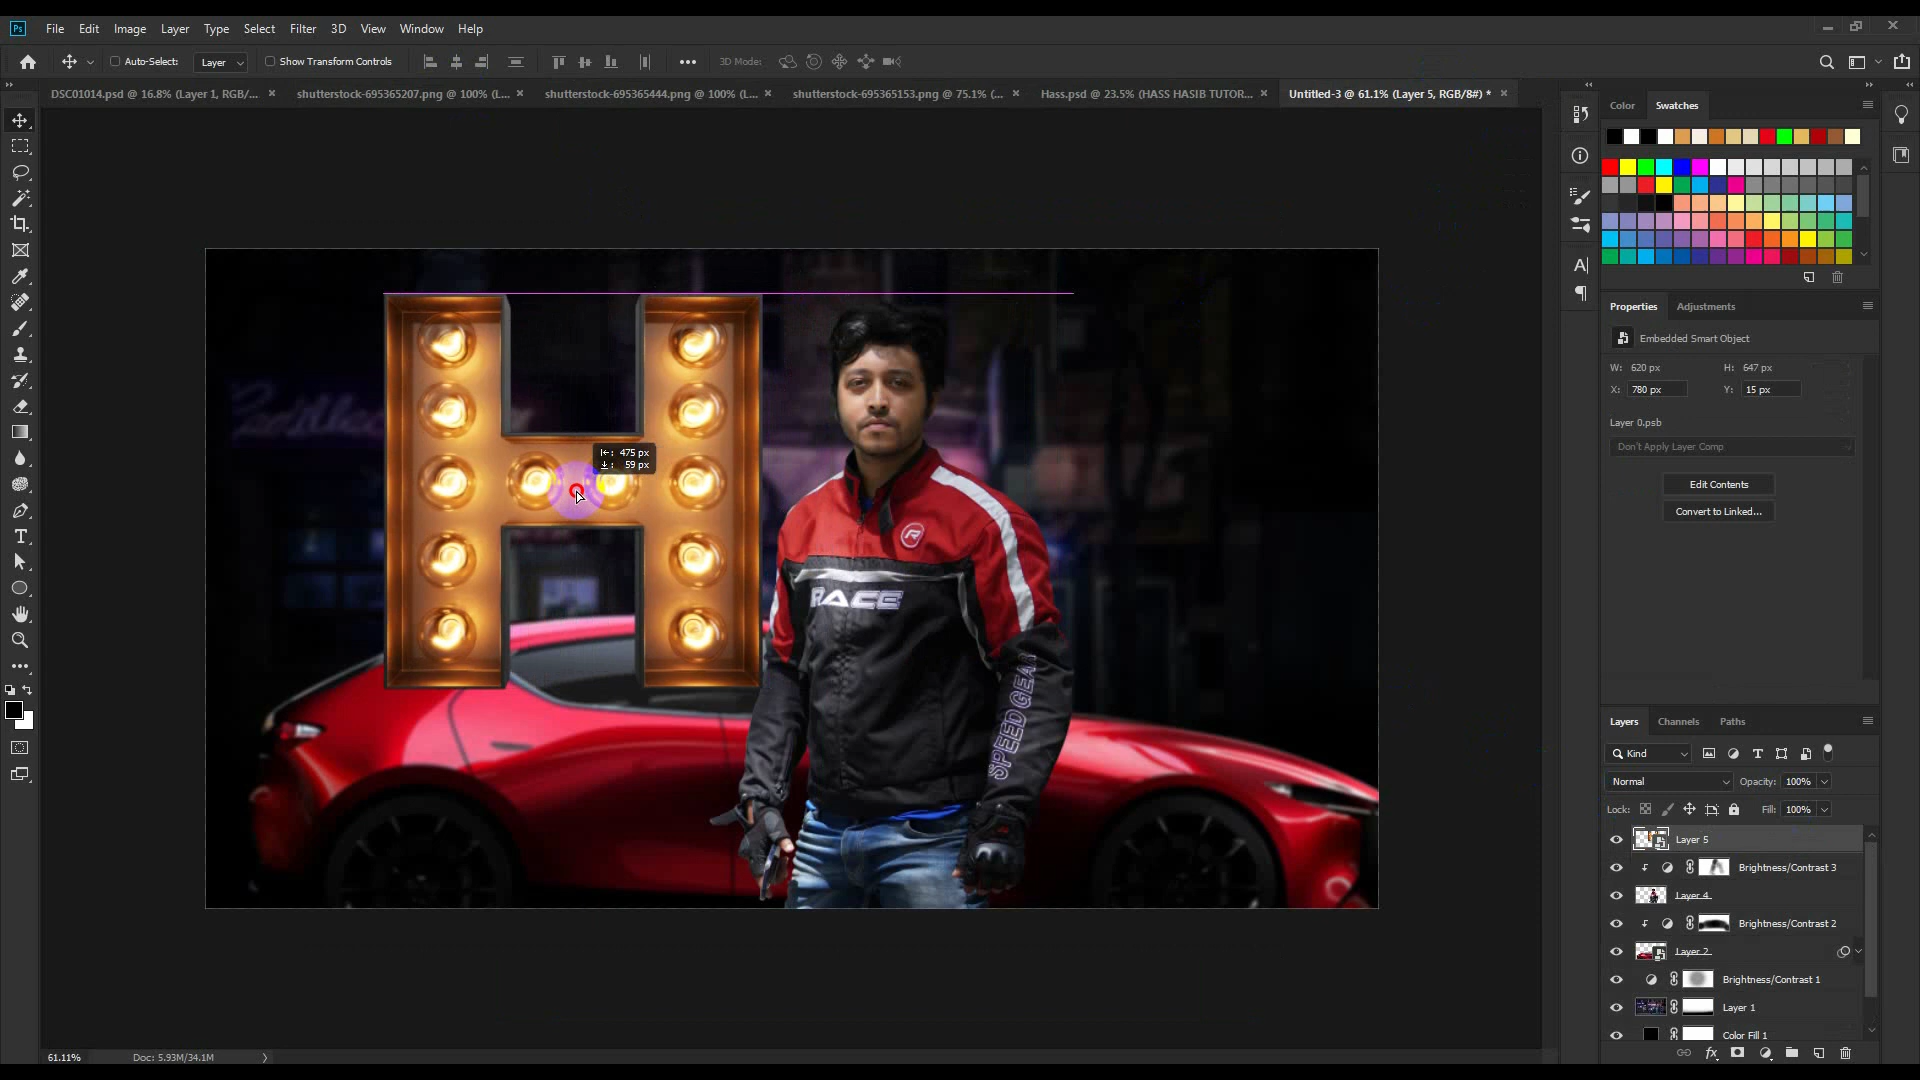 Ps File Edit Image Layer Type Select Filter 3D View Window Help
Auto-Select: Layer Show Transform Controls 3D Mode:
DSC01014.psd @ 16.8% (Layer 1, RGB/... × shutterstock-695365207.png @ 100% (L... × shutterstock-695365444.png @ 100% (L... × shutterstock-695365153.png @ 75.1% (... × Hass.psd @ 23.5% (HASS HASIB TUTOR... × Untitled-3 @ 61.1% (Layer 5, RGB/8#) * ×
Color Swatches
Properties Adjustments
Embedded Smart Object
W: 620 px H: 647 px
X: 780 px Y: 15 px
Layer 0.psb
Don't Apply Layer Comp
Edit Contents
Convert to Linked...
H
475 px
59 px
R
RACE
SPEED GEAR
Layers Channels Paths
Kind
Normal Opacity: 100%
Lock: Fill: 100%
Layer 5
Brightness/Contrast 3
Layer 4
Brightness/Contrast 2
Layer 2
Brightness/Contrast 1
Layer 1
Color Fill 1
61.11% Doc: 5.93M/34.1M